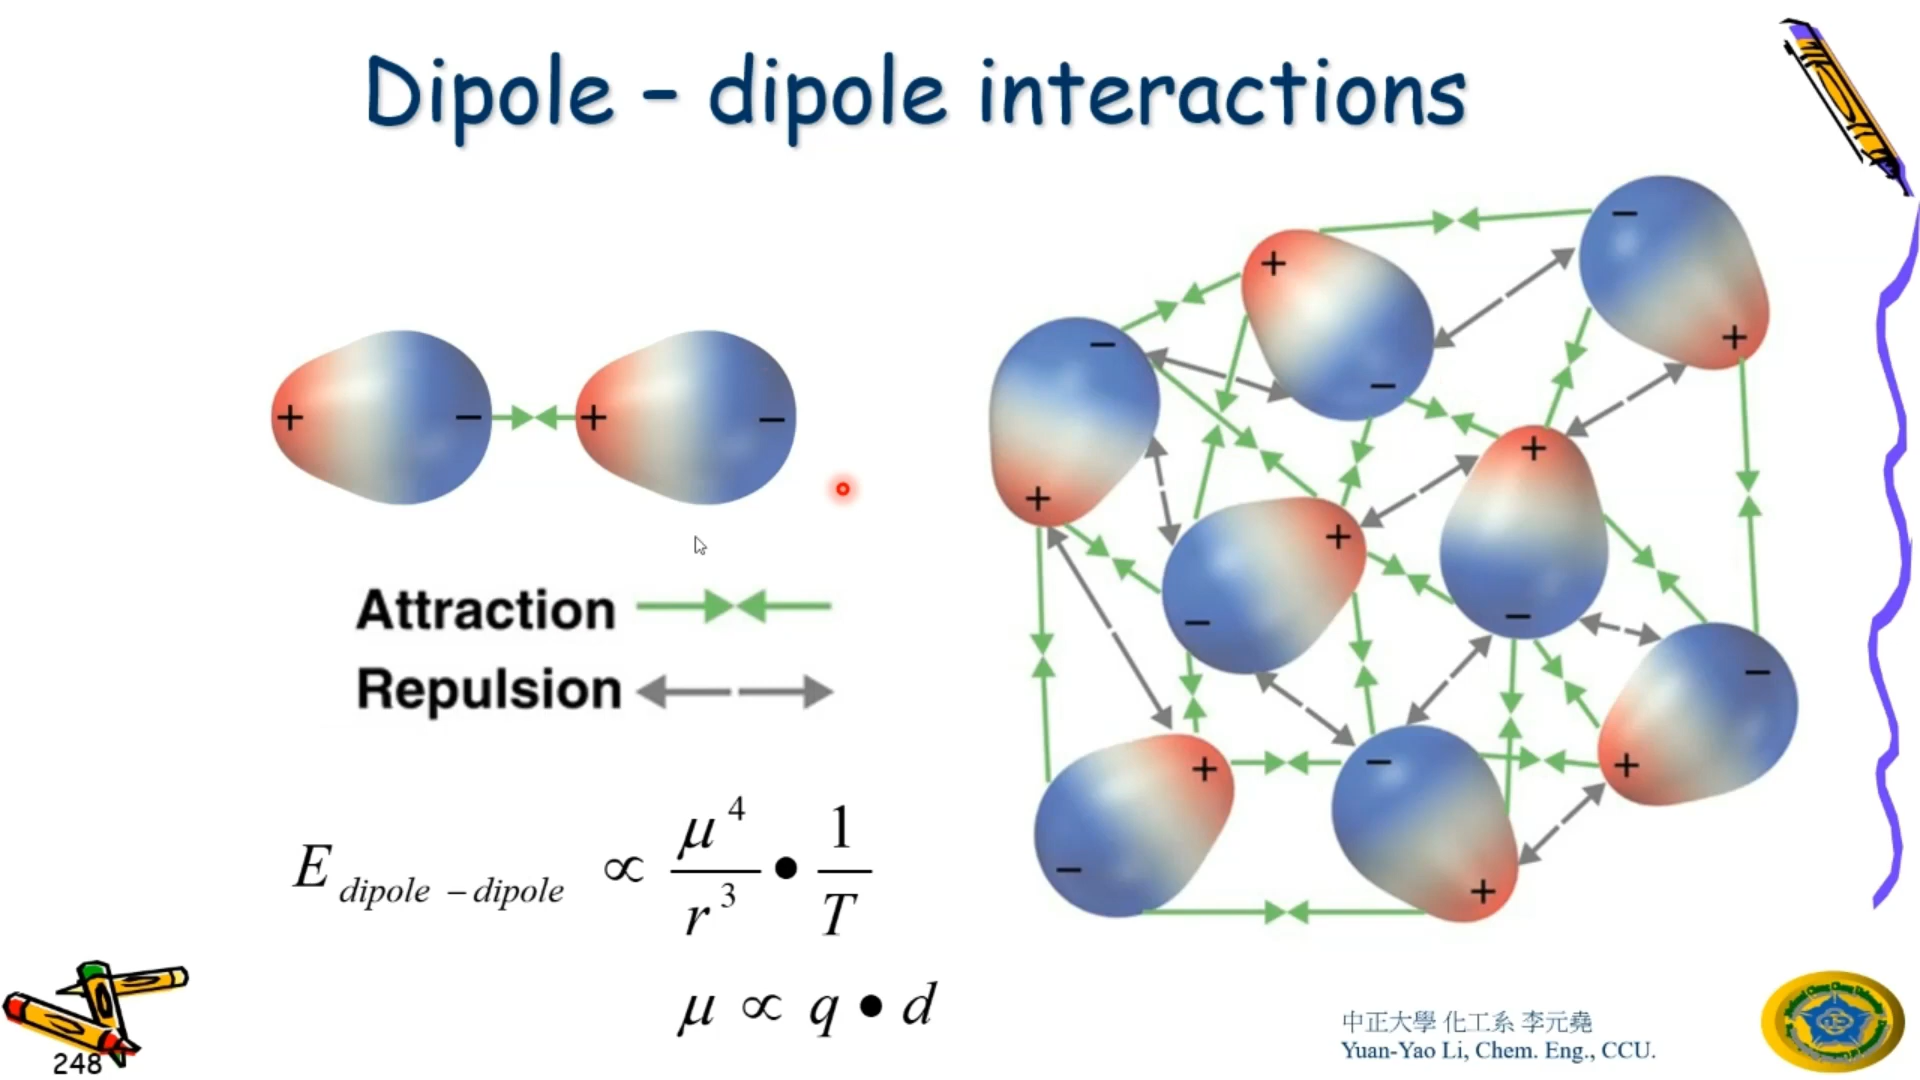 Dipole – dipole interactions
+ − + −
Attraction
Repulsion
E dipole – dipole ∝ μ⁴/r³ • 1/T
μ ∝ q • d
−
+
+
−
−
+
+
−
+
−
−
+
+
−
−
+
+
−
中正大學 化工系 李元堯
Yuan-Yao Li, Chem. Eng., CCU.
248